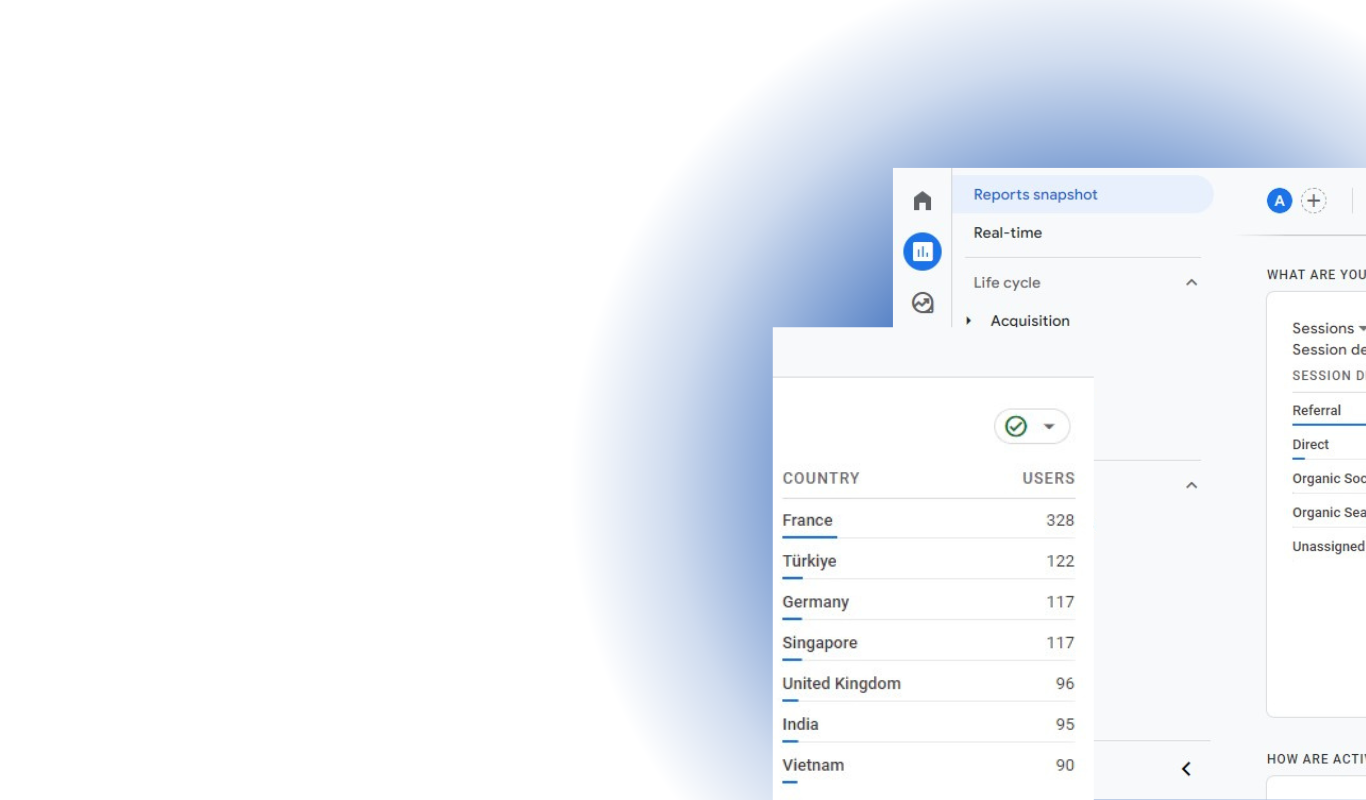 Reports snapshot
A
Real-time
WHAT ARE YOU
Life cycle
Acquisition
Sessions
Session de
SESSION D
Referral
Direct
Organic Soc
Organic Sea
Unassigned
COUNTRY USERS
France 328
Türkiye 122
Germany 117
Singapore 117
United Kingdom 96
India 95
Vietnam 90
HOW ARE ACTIV